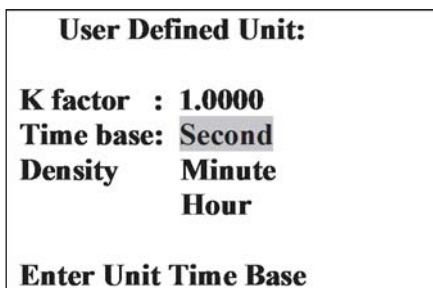 User Defined Unit:
K factor : 1.0000
Time base: Second
Density Minute
Hour
Enter Unit Time Base